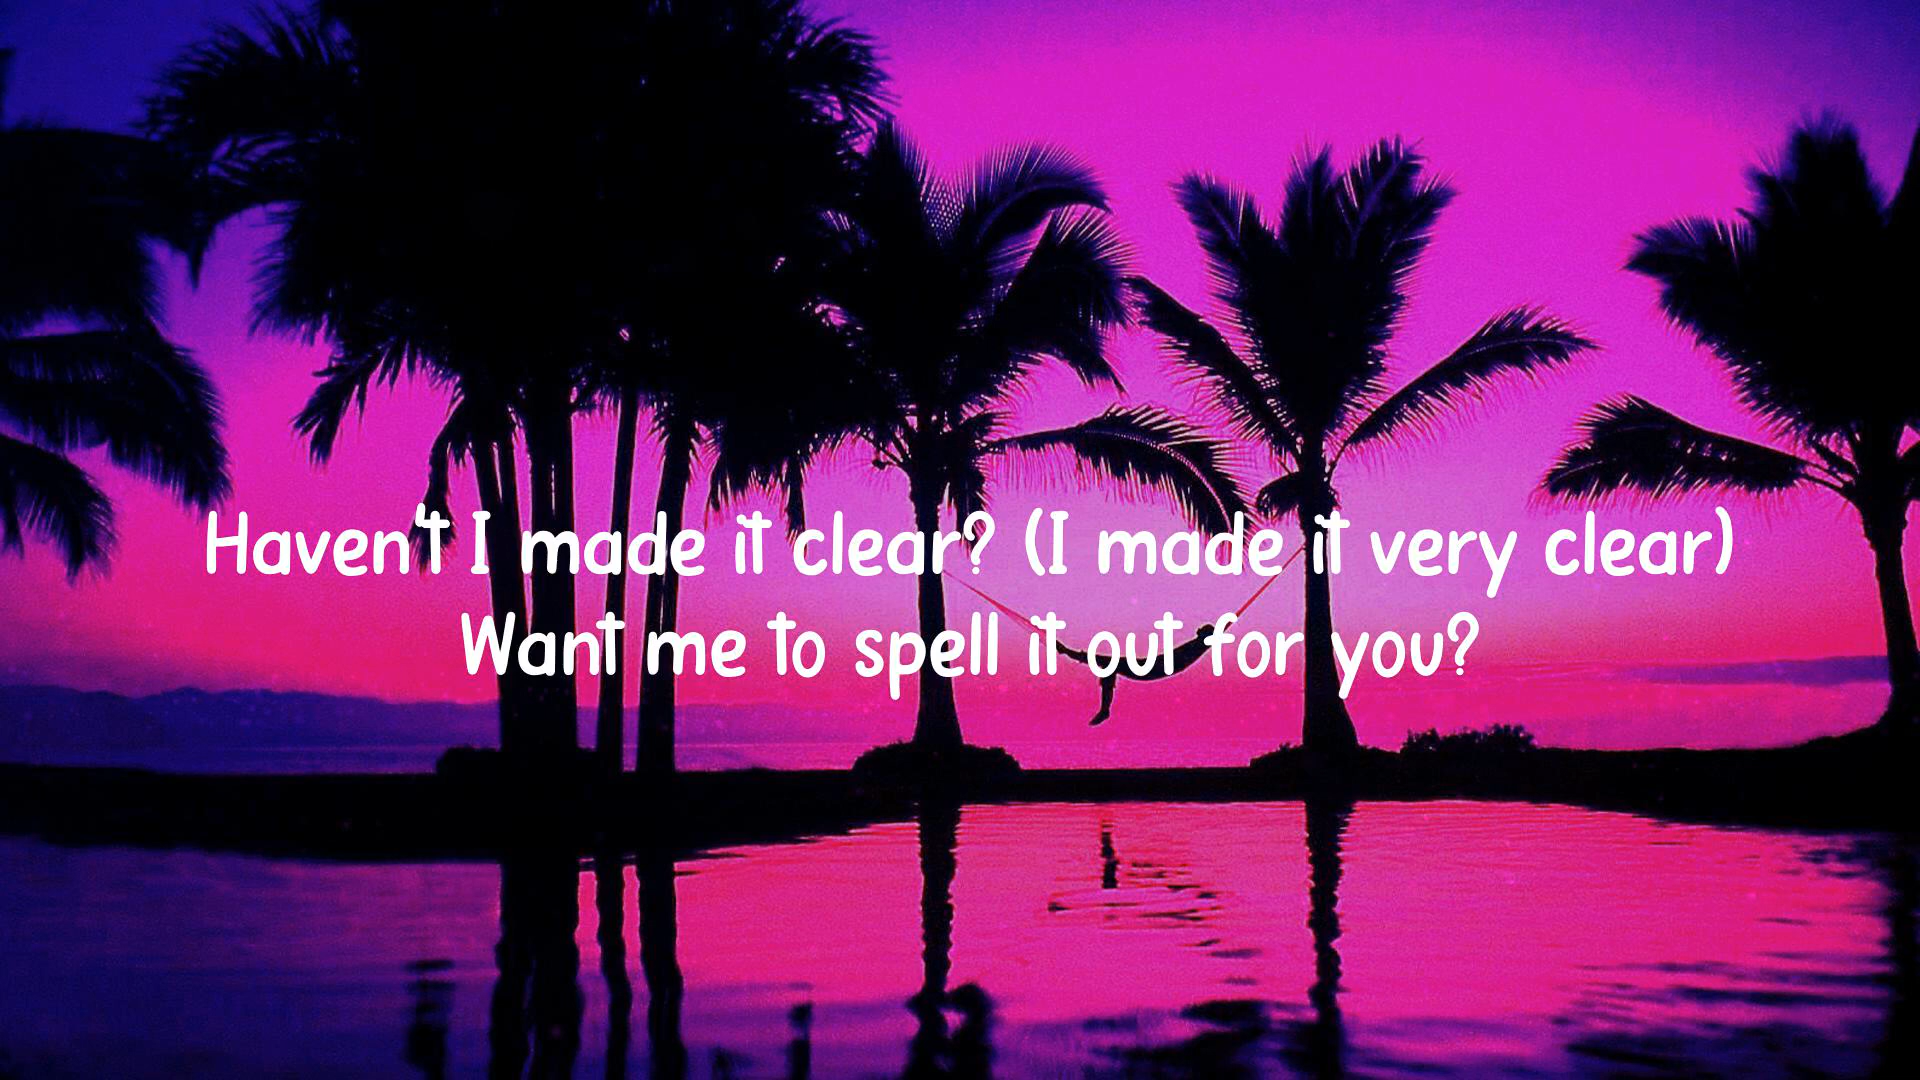 Haven't I made it clear? (I made it very clear)
Want me to spell it out for you?